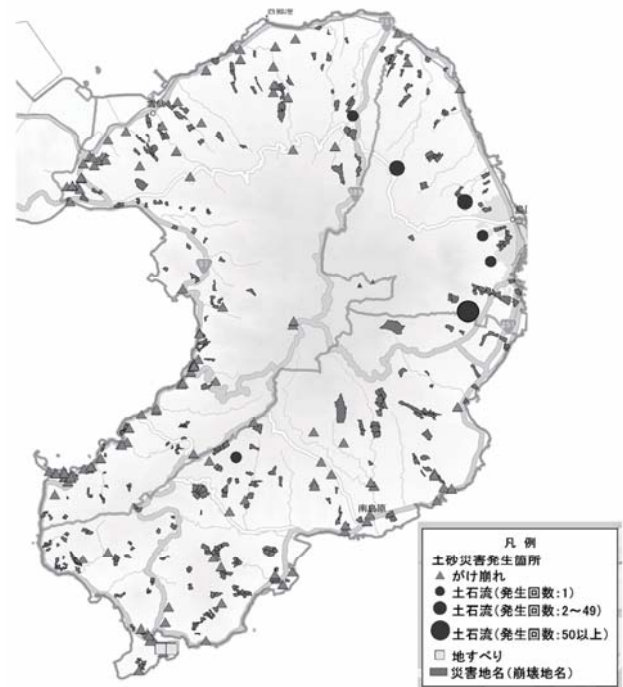 南島原
凡 例
土砂災害発生箇所
がけ崩れ
土石流(発生回数:1)
土石流(発生回数:2~49)
土石流(発生回数:50以上)
地すべり
災害地名(崩壊地名)